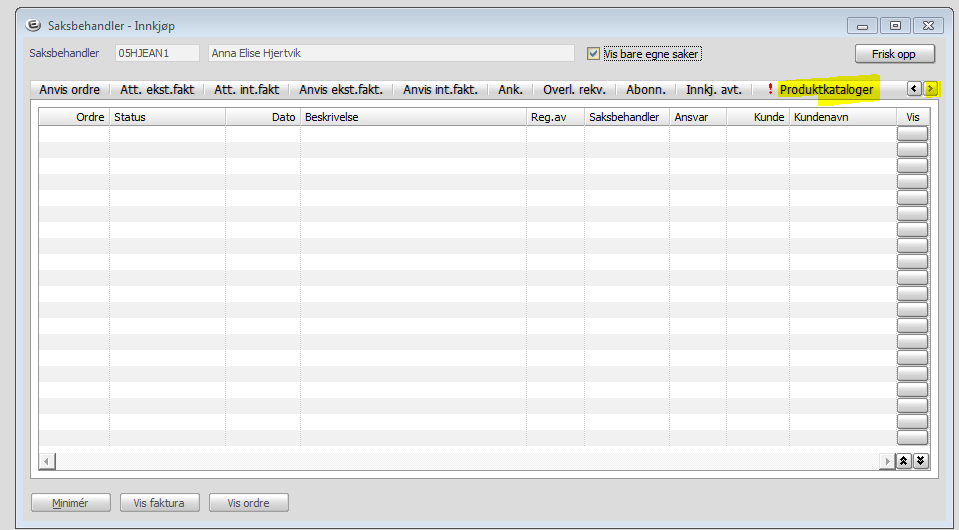 Saksbehandler - Innkjøp
Saksbehandler 05HJEAN1 Anna Elise Hjertvik Vis bare egne saker Frisk opp
Anvis ordre Att. ekst.fakt Att. int.fakt Anvis ekst.fakt. Anvis int.fakt. Ank. Overl. rekv. Abonn. Innkj. avt. ! Produktkataloger
Ordre Status Dato Beskrivelse Reg.av Saksbehandler Ansvar Kunde Kundenavn Vis
Minimér Vis faktura Vis ordre